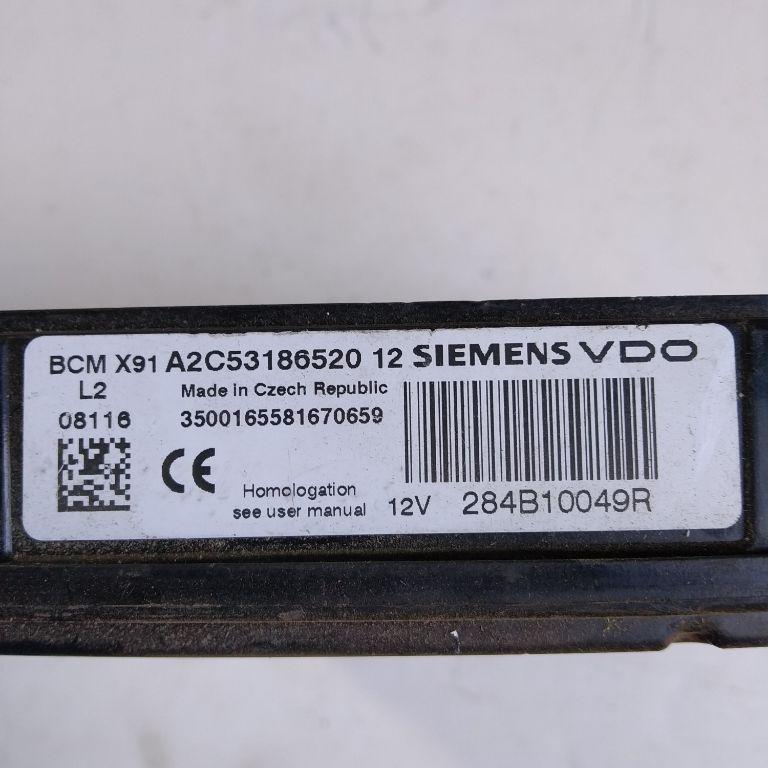 BCM X91 A2C53186520 12 SIEMENS VDO
L2 Made in Czech Republic
08116 3500165581670659
CE
Homologation
see user manual 12V 284B10049R